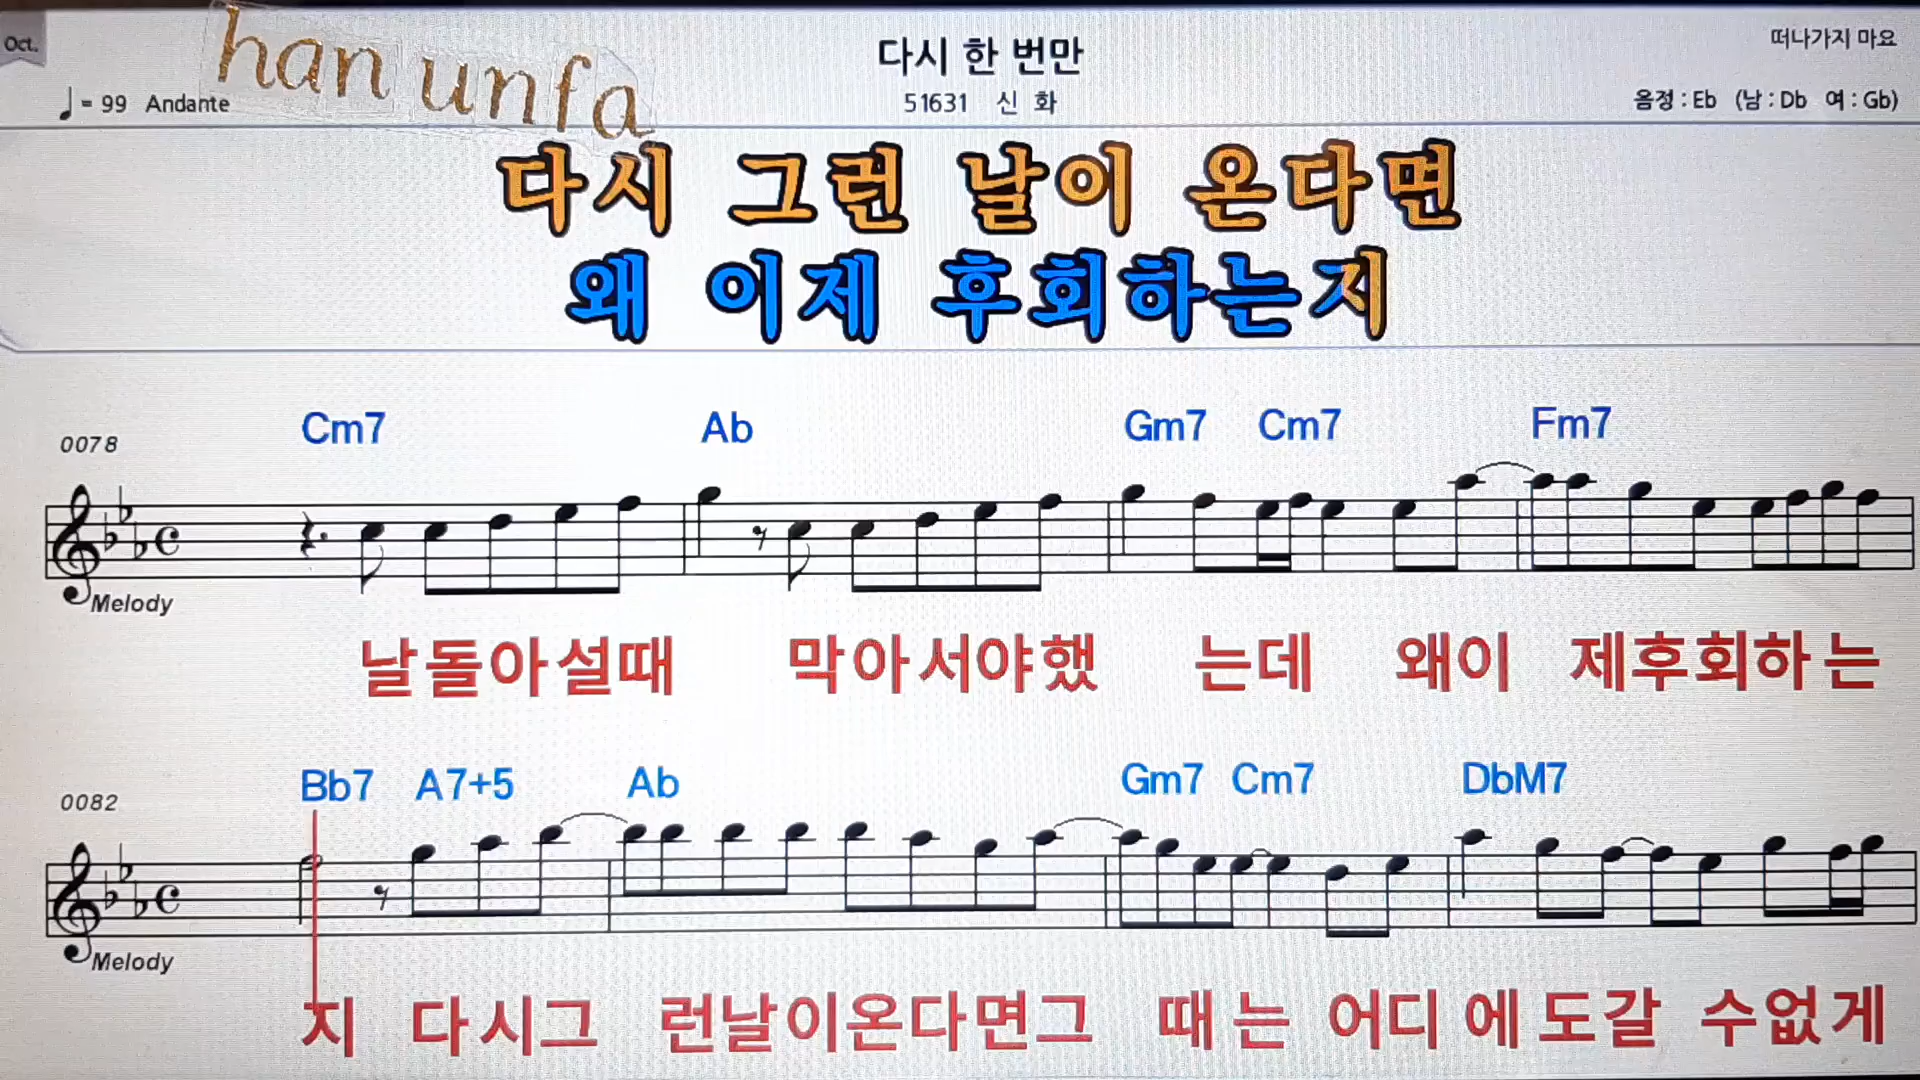 Oct.
han unfa
다시 한 번만
떠나가지 마요
♩= 99 Andante
51631 신 화
음정 : Eb (남 : Db 여 : Gb)
다시 그런 날이 온다면
왜 이제 후회하는지
Cm7 Ab Gm7 Cm7 Fm7
0078
Melody
날돌아설때 막아서야했 는데 왜이 제후회하는
Bb7 A7+5 Ab Gm7 Cm7 DbM7
0082
Melody
지 다시그 런날이온다면그 때는 어디에도갈 수없게